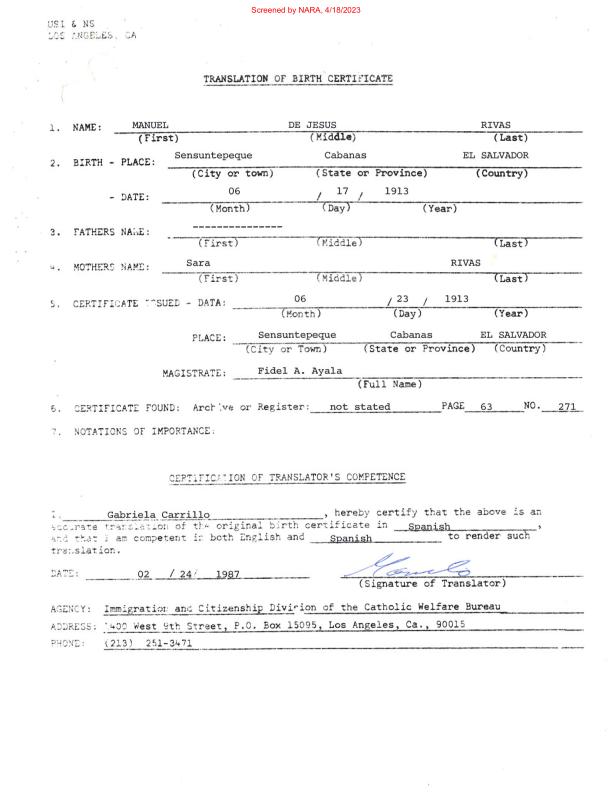 Screened by NARA, 4/18/2023
USI & NS
LOS ANGELES, CA
TRANSLATION OF BIRTH CERTIFICATE
1. NAME: MANUEL DE JESUS RIVAS
(First) (Middle) (Last)
2. BIRTH - PLACE: Sensuntepeque Cabanas EL SALVADOR
(City or town) (State or Province) (Country)
- DATE: 06 / 17 / 1913
(Month) (Day) (Year)
3. FATHERS NAME: ---------------
(First) (Middle) (Last)
4. MOTHERS NAME: Sara RIVAS
(First) (Middle) (Last)
5. CERTIFICATE ISSUED - DATA: 06 / 23 / 1913
(Month) (Day) (Year)
PLACE: Sensuntepeque Cabanas EL SALVADOR
(City or Town) (State or Province) (Country)
MAGISTRATE: Fidel A. Ayala
(Full Name)
6. CERTIFICATE FOUND: Archive or Register: not stated PAGE 63 NO. 271
7. NOTATIONS OF IMPORTANCE:
CERTIFICATION OF TRANSLATOR'S COMPETENCE
I, Gabriela Carrillo, hereby certify that the above is an
accurate translation of the original birth certificate in Spanish,
and that I am competent in both English and Spanish to render such
translation.
DATE: 02 / 24/ 1987
(Signature of Translator)
AGENCY: Immigration and Citizenship Division of the Catholic Welfare Bureau
ADDRESS: 1400 West 9th Street, P.O. Box 15095, Los Angeles, Ca., 90015
PHONE: (213) 251-3471